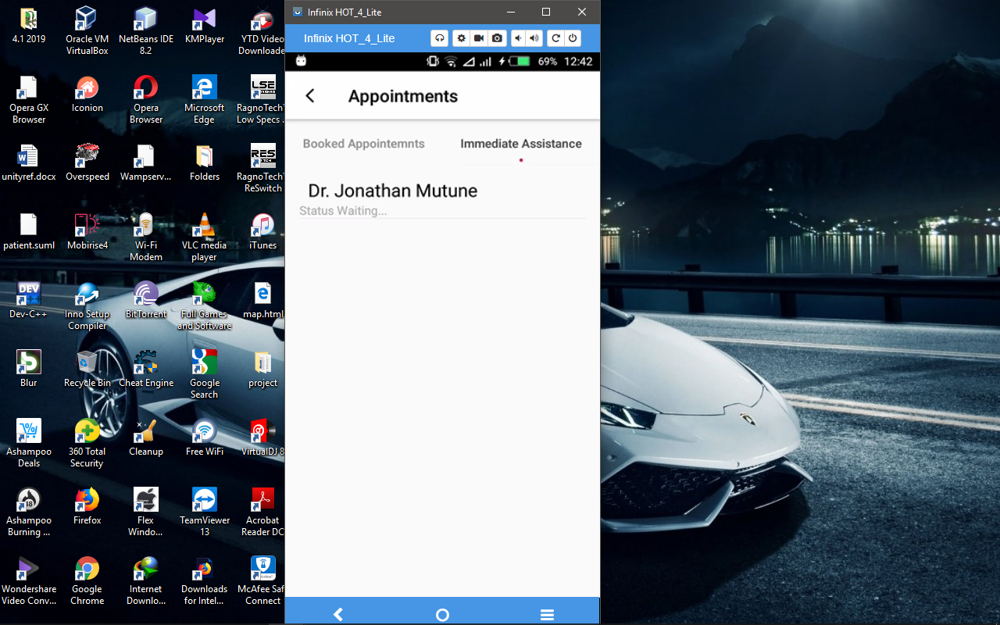 Infinix HOT_4_Lite
Infinix HOT_4_Lite
69% 12:42
Appointments
Booked Appointemnts
Immediate Assistance
Dr. Jonathan Mutune
Status Waiting...
4.1 2019
Oracle VM
VirtualBox
NetBeans IDE
8.2
KMPlayer
YTD Video
Downloade
Opera GX
Browser
Iconion
Opera
Browser
Microsoft
Edge
LSE
RagnoTech
Low Specs .
W
unityref.docx
Overspeed
Wampserv...
Folders
RES
RagnoTech
ReSwitch
patient.suml
Mobirise4
Wi-Fi
Modem
VLC media
player
iTunes
DEV
Dev-C++
Inno Setup
Compiler
BitTorrent
Full Games
and Software
map.html
Blur
Recycle Bin
Cheat Engine
Google
Search
project
Ashampoo
Deals
360 Total
Security
Cleanup
Free WiFi
VirtualDJ 8
18
Ashampoo
Burning ...
Firefox
Flex
Windo...
TeamViewer
13
Acrobat
Reader DC
Wondershare
Video Conv...
Google
Chrome
Internet
Downlo...
Downloads
for Intel...
McAfee Saf
Connect